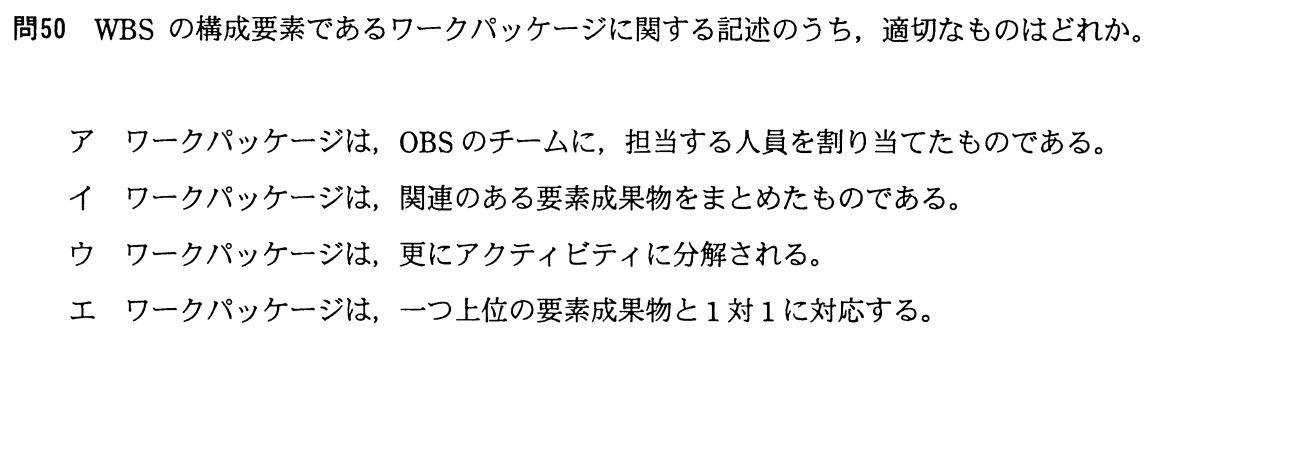 問50 WBS の構成要素であるワークパッケージに関する記述のうち，適切なものはどれか。
ア ワークパッケージは，OBS のチームに，担当する人員を割り当てたものである。
イ ワークパッケージは，関連のある要素成果物をまとめたものである。
ウ ワークパッケージは，更にアクティビティに分解される。
エ ワークパッケージは，一つ上位の要素成果物と 1 対 1 に対応する。